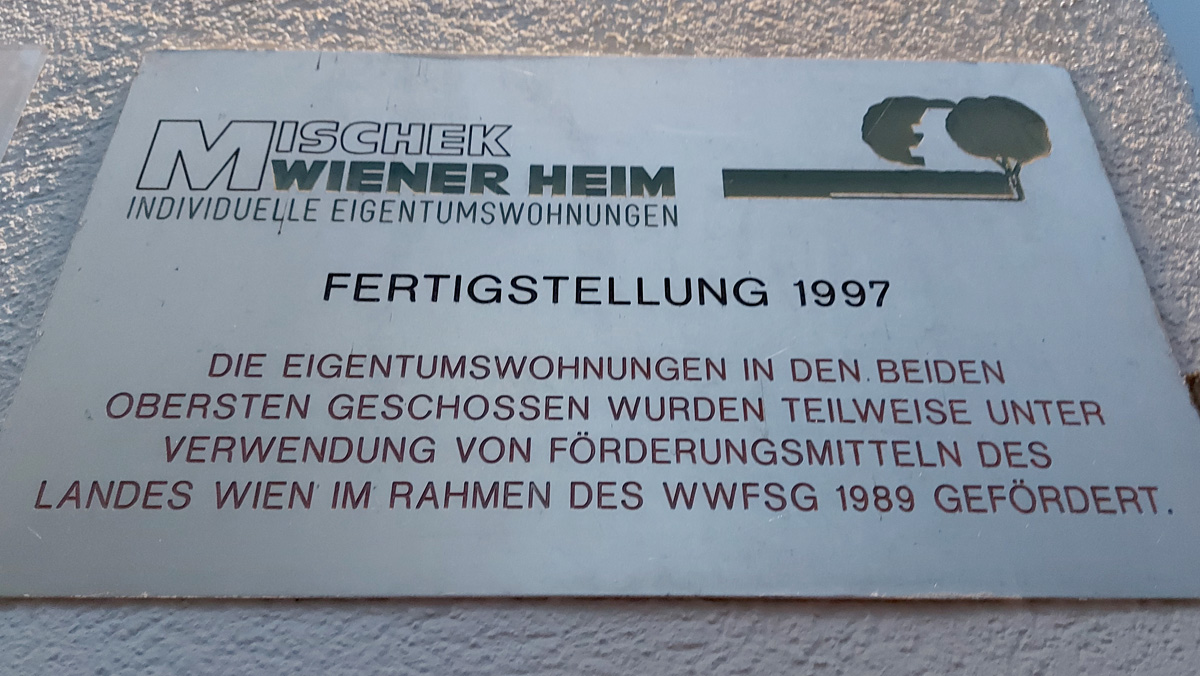 MISCHEK
WIENER HEIM
INDIVIDUELLE EIGENTUMSWOHNUNGEN
FERTIGSTELLUNG 1997
DIE EIGENTUMSWOHNUNGEN IN DEN BEIDEN
OBERSTEN GESCHOSSEN WURDEN TEILWEISE UNTER
VERWENDUNG VON FÖRDERUNGSMITTELN DES
LANDES WIEN IM RAHMEN DES WWFSG 1989 GEFÖRDERT.